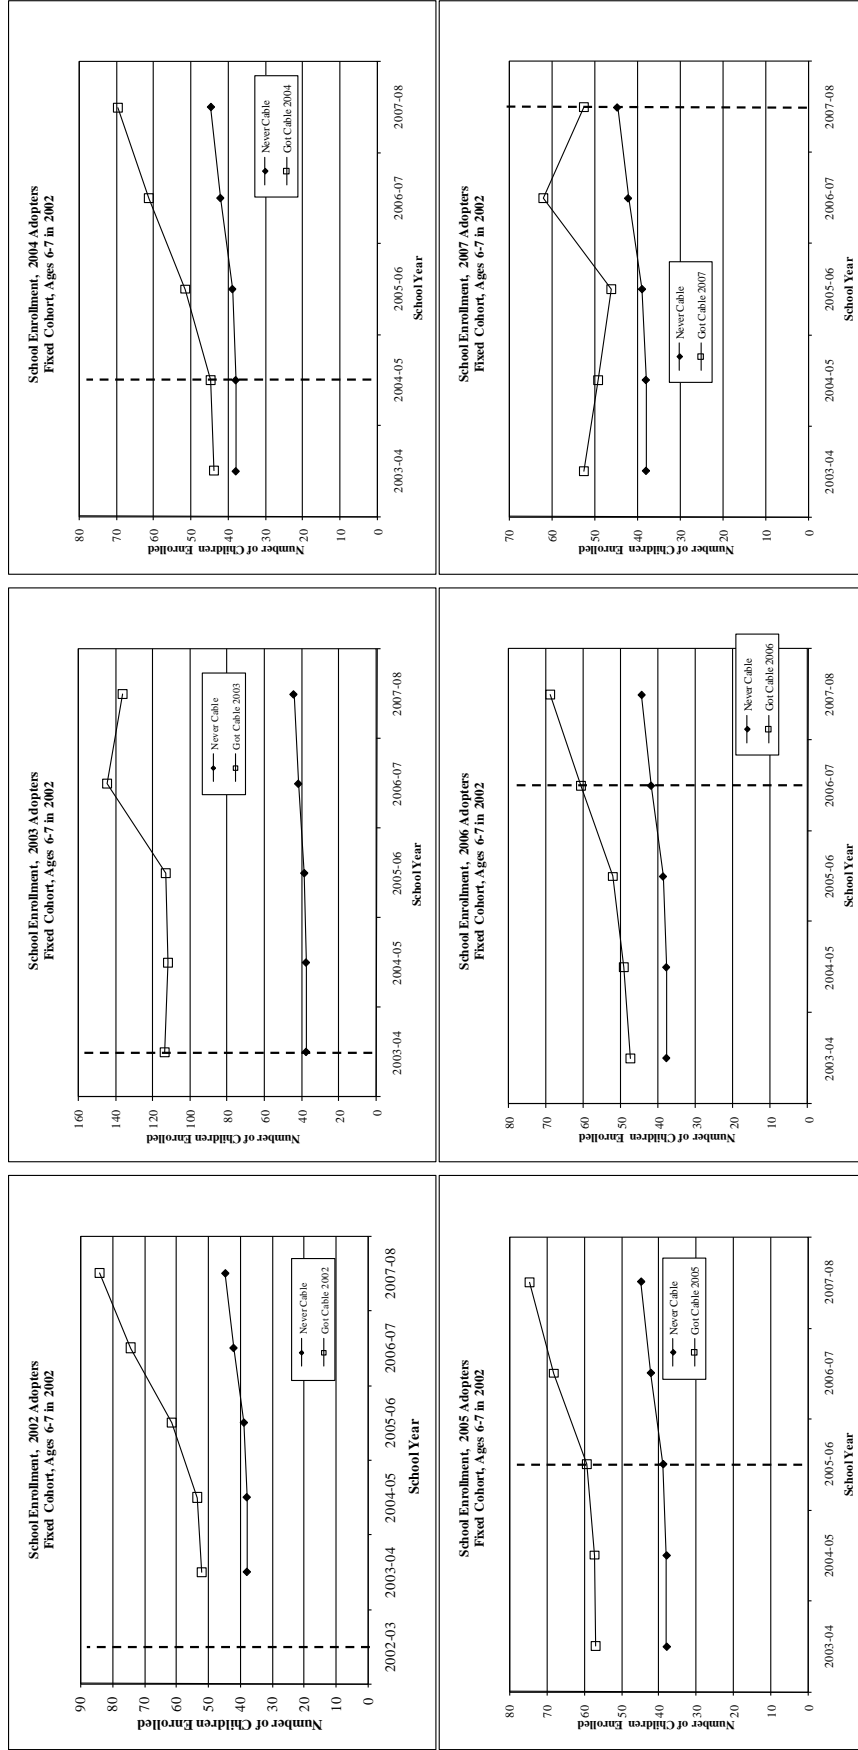 School Enrollment, 2002 Adopters
Fixed Cohort, Ages 6-7 in 2002
90
80
70
60
50
40
30
20
10
0
Number of Children Enrolled
2002-03
2003-04
2004-05
2005-06
2006-07
2007-08
School Year
Never Cable
Got Cable 2002
School Enrollment, 2003 Adopters
Fixed Cohort, Ages 6-7 in 2002
160
140
120
100
80
60
40
20
0
Number of Children Enrolled
2003-04
2004-05
2005-06
2006-07
2007-08
School Year
Never Cable
Got Cable 2003
School Enrollment, 2004 Adopters
Fixed Cohort, Ages 6-7 in 2002
80
70
60
50
40
30
20
10
0
Number of Children Enrolled
2003-04
2004-05
2005-06
2006-07
2007-08
School Year
Never Cable
Got Cable 2004
School Enrollment, 2005 Adopters
Fixed Cohort, Ages 6-7 in 2002
80
70
60
50
40
30
20
10
0
Number of Children Enrolled
2003-04
2004-05
2005-06
2006-07
2007-08
School Year
Never Cable
Got Cable 2005
School Enrollment, 2006 Adopters
Fixed Cohort, Ages 6-7 in 2002
80
70
60
50
40
30
20
10
0
Number of Children Enrolled
2003-04
2004-05
2005-06
2006-07
2007-08
School Year
Never Cable
Got Cable 2006
School Enrollment, 2007 Adopters
Fixed Cohort, Ages 6-7 in 2002
70
60
50
40
30
20
10
0
Number of Children Enrolled
2003-04
2004-05
2005-06
2006-07
2007-08
School Year
Never Cable
Got Cable 2007